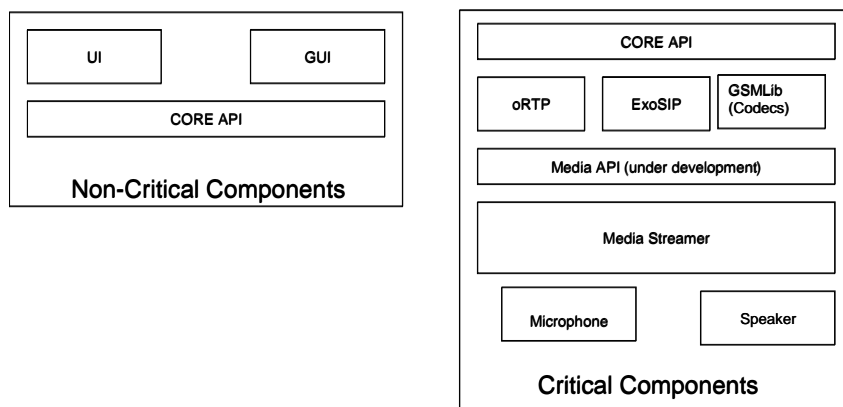 UI
GUI
CORE API
Non-Critical Components
CORE API
oRTP
ExoSIP
GSMLib
(Codecs)
Media API (under development)
Media Streamer
Microphone
Speaker
Critical Components